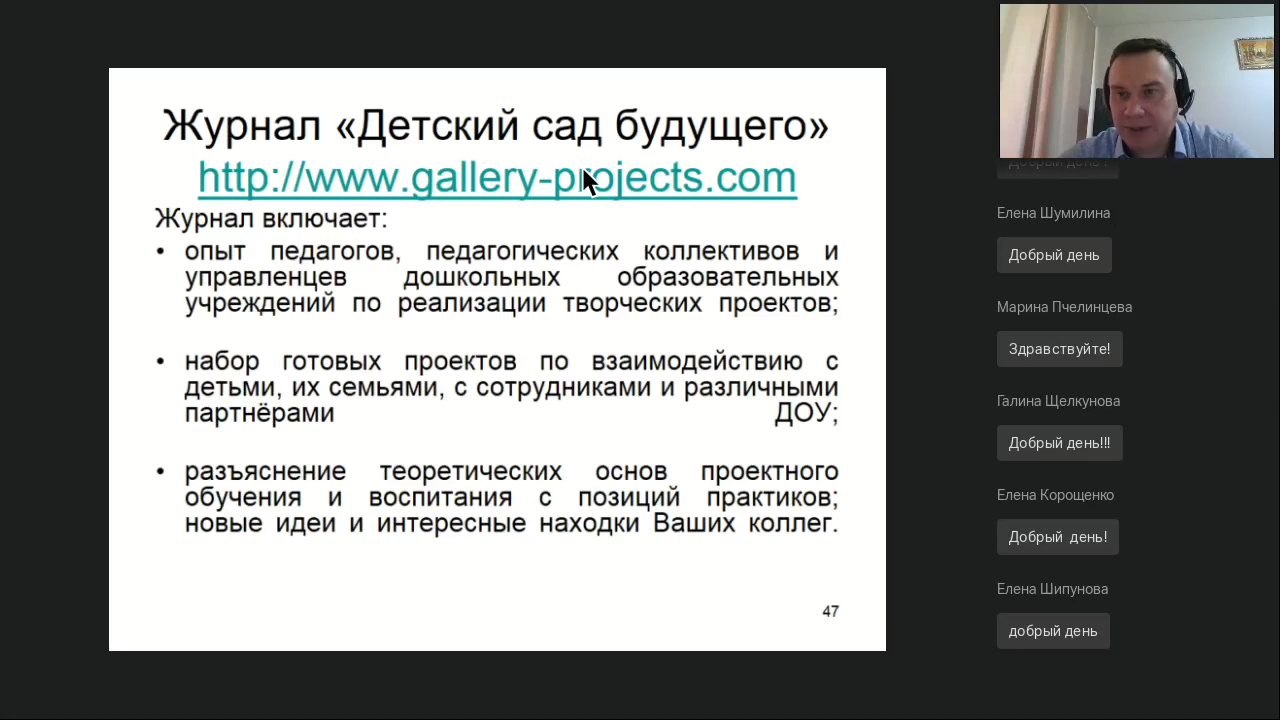 Журнал «Детский сад будущего»
http://www.gallery-projects.com
Журнал включает:
• опыт педагогов, педагогических коллективов и
управленцев дошкольных образовательных
учреждений по реализации творческих проектов;
• набор готовых проектов по взаимодействию с
детьми, их семьями, с сотрудниками и различными
партнёрами ДОУ;
• разъяснение теоретических основ проектного
обучения и воспитания с позиций практиков;
новые идеи и интересные находки Ваших коллег.
47
Добрый день !
Елена Шумилина
Добрый день
Марина Пчелинцева
Здравствуйте!
Галина Щелкунова
Добрый день!!!
Елена Корощенко
Добрый день!
Елена Шипунова
добрый день